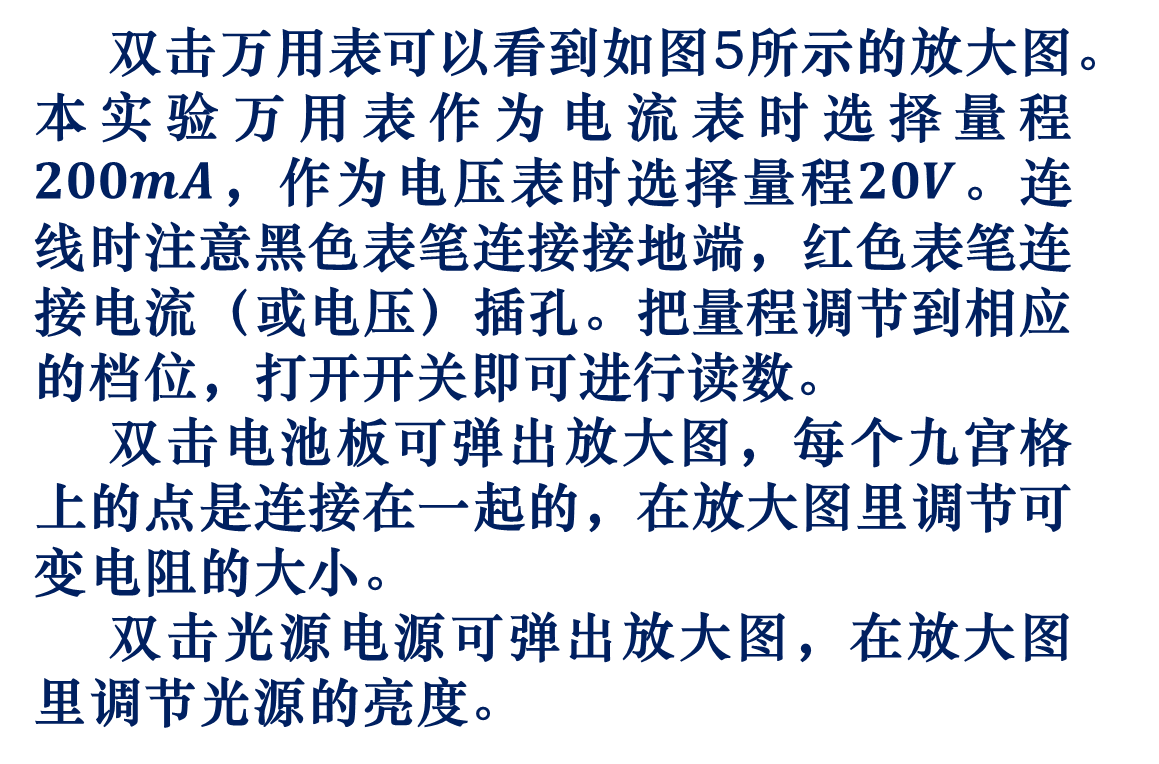 双击万用表可以看到如图5所示的放大图。
本实验万用表作为电流表时选择量程
200mA，作为电压表时选择量程20V。连
线时注意黑色表笔连接接地端，红色表笔连
接电流（或电压）插孔。把量程调节到相应
的档位，打开开关即可进行读数。
双击电池板可弹出放大图，每个九宫格
上的点是连接在一起的，在放大图里调节可
变电阻的大小。
双击光源电源可弹出放大图，在放大图
里调节光源的亮度。